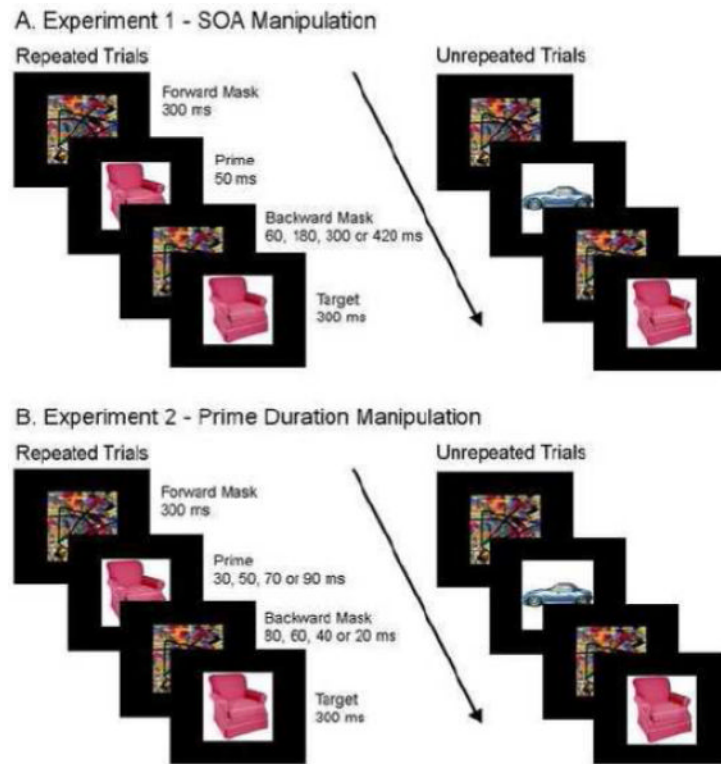 A. Experiment 1 - SOA Manipulation
Repeated Trials
Unrepeated Trials
Forward Mask
300 ms
Prime
50 ms
Backward Mask
60, 180, 300 or 420 ms
Target
300 ms
B. Experiment 2 - Prime Duration Manipulation
Repeated Trials
Unrepeated Trials
Forward Mask
300 ms
Prime
30, 50, 70 or 90 ms
Backward Mask
80, 60, 40 or 20 ms
Target
300 ms